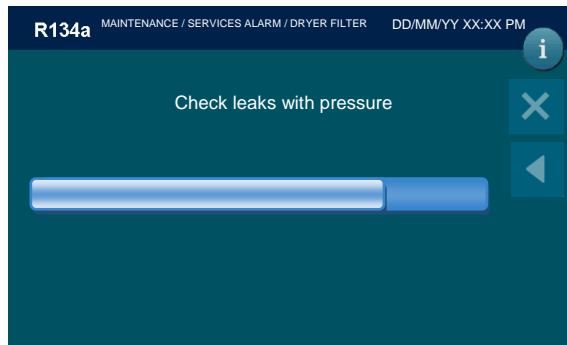 R134a MAINTENANCE / SERVICES ALARM / DRYER FILTER DD/MM/YY XX:XX PM
i
Check leaks with pressure